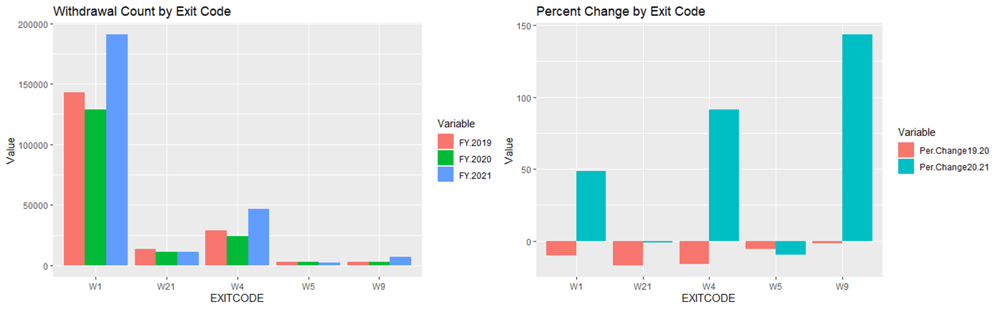 Withdrawal Count by Exit Code
200000
150000
100000
50000
0
Value
W1
W21
W4
W5
W9
EXITCODE
Variable
FY.2019
FY.2020
FY.2021
Percent Change by Exit Code
150
100
50
0
Value
W1
W21
W4
W5
W9
EXITCODE
Variable
Per.Change19.20
Per.Change20.21